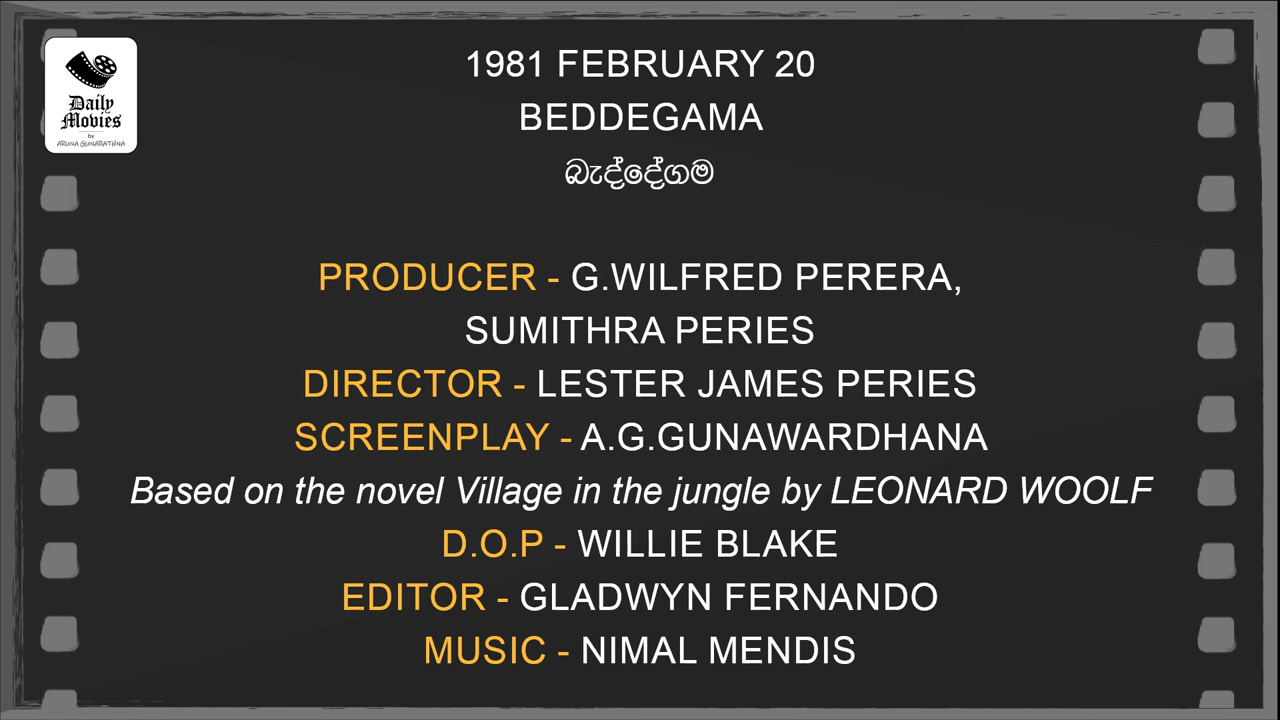 Daily
Movies
by
ARUNA GUNARATHNA
1981 FEBRUARY 20
BEDDEGAMA
බැද්දේගම
PRODUCER - G.WILFRED PERERA,
SUMITHRA PERIES
DIRECTOR - LESTER JAMES PERIES
SCREENPLAY - A.G.GUNAWARDHANA
Based on the novel Village in the jungle by LEONARD WOOLF
D.O.P - WILLIE BLAKE
EDITOR - GLADWYN FERNANDO
MUSIC - NIMAL MENDIS